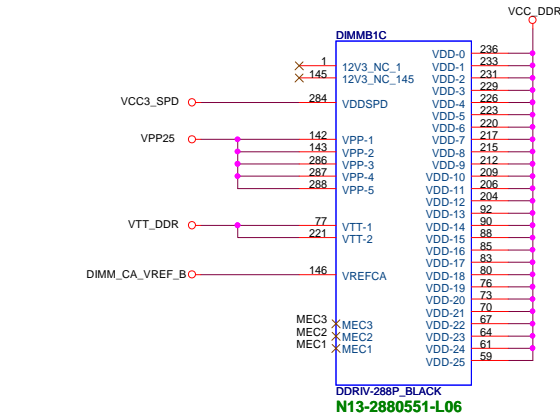 VCC_DDR
DIMMB1C
1 12V3_NC_1
145 12V3_NC_145
VCC3_SPD 284 VDDSPD
VPP25 142 VPP-1
143 VPP-2
286 VPP-3
287 VPP-4
288 VPP-5
VTT_DDR 77 VTT-1
221 VTT-2
DIMM_CA_VREF_B 146 VREFCA
MEC3 MEC3
MEC2 MEC2
MEC1 MEC1
VDD-0 236
VDD-1 233
VDD-2 231
VDD-3 229
VDD-4 226
VDD-5 223
VDD-6 220
VDD-7 217
VDD-8 215
VDD-9 212
VDD-10 209
VDD-11 206
VDD-12 204
VDD-13 92
VDD-14 90
VDD-15 88
VDD-16 85
VDD-17 83
VDD-18 80
VDD-19 76
VDD-20 73
VDD-21 70
VDD-22 67
VDD-23 64
VDD-24 61
VDD-25 59
DDRIV-288P_BLACK
N13-2880551-L06